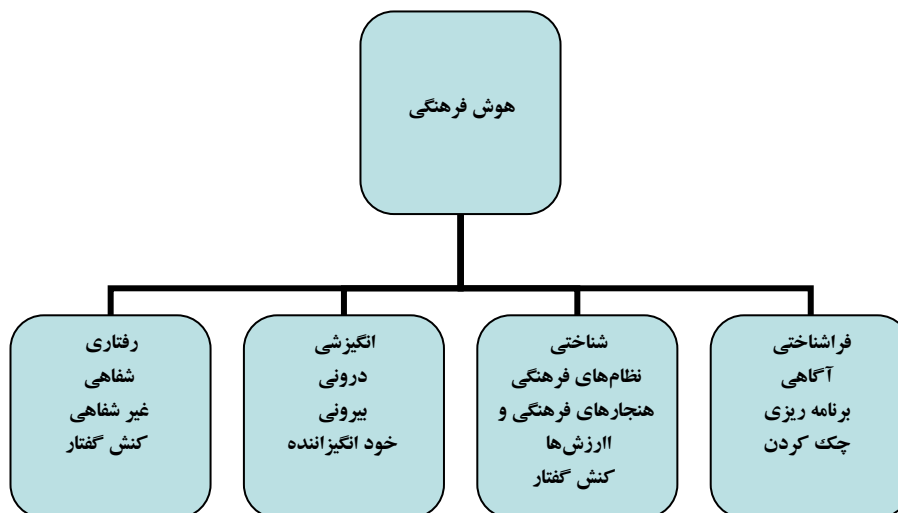 هوش فرهنگی
فراشناختی
آگاهی
برنامه ریزی
چک کردن
شناختی
نظام‌های فرهنگی
هنجارهای فرهنگی و
اارزش‌ها
کنش گفتار
انگیزشی
درونی
بیرونی
خود انگیزاننده
رفتاری
شفاهی
غیر شفاهی
کنش گفتار